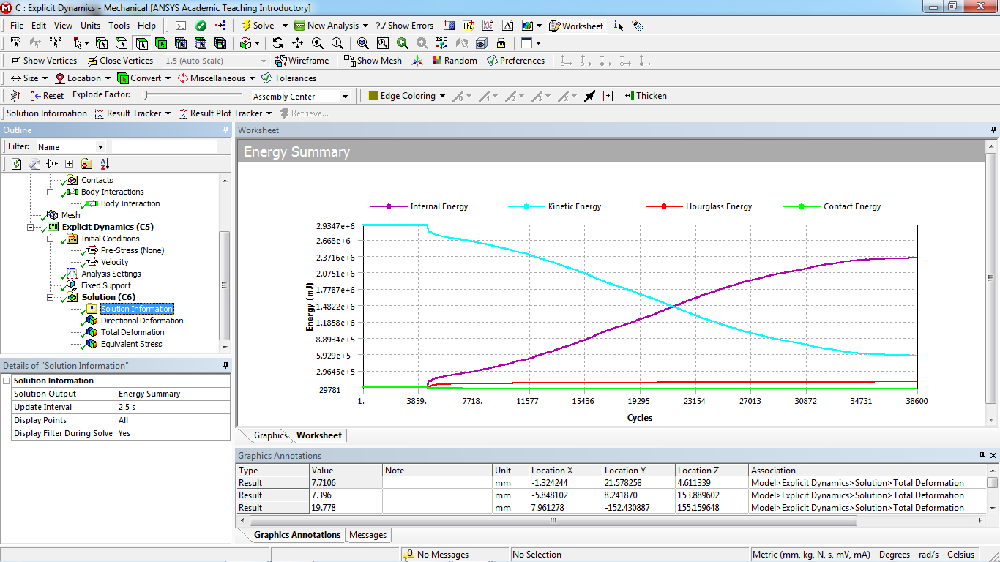 C : Explicit Dynamics - Mechanical [ANSYS Academic Teaching Introductory]
File Edit View Units Tools Help Solve New Analysis ?/ Show Errors Worksheet
Show Vertices Close Vertices 1.5 (Auto Scale) Wireframe Show Mesh Random Preferences
Size Location Convert Miscellaneous Tolerances
Reset Explode Factor: Assembly Center Edge Coloring Thicken
Solution Information Result Tracker Result Plot Tracker Retrieve...
Outline
Filter: Name
Contacts
Body Interactions
Body Interaction
Mesh
Explicit Dynamics (C5)
Initial Conditions
Pre-Stress (None)
Velocity
Analysis Settings
Fixed Support
Solution (C6)
Solution Information
Directional Deformation
Total Deformation
Equivalent Stress
Details of "Solution Information"
Solution Information
Solution Output Energy Summary
Update Interval 2.5 s
Display Points All
Display Filter During Solve Yes
Worksheet
Energy Summary
Internal Energy Kinetic Energy Hourglass Energy Contact Energy
2.9347e+6
2.668e+6
2.3716e+6
2.0751e+6
1.7787e+6
1.4822e+6
1.1858e+6
8.8934e+5
5.929e+5
2.9645e+5
-29781
Energy (mJ)
1. 3859. 7718. 11577 15436 19295 23154 27013 30872 34731 38600
Cycles
Graphics Worksheet
Graphics Annotations
Type Value Note Unit Location X Location Y Location Z Association
Result 7.7106 mm -1.324244 21.578258 4.611339 Model>Explicit Dynamics>Solution>Total Deformation
Result 7.396 mm -5.848102 8.241870 153.889602 Model>Explicit Dynamics>Solution>Total Deformation
Result 19.778 mm 7.961278 -152.430887 155.159648 Model>Explicit Dynamics>Solution>Total Deformation
Graphics Annotations Messages
0 No Messages No Selection Metric (mm, kg, N, s, mV, mA) Degrees rad/s Celsius